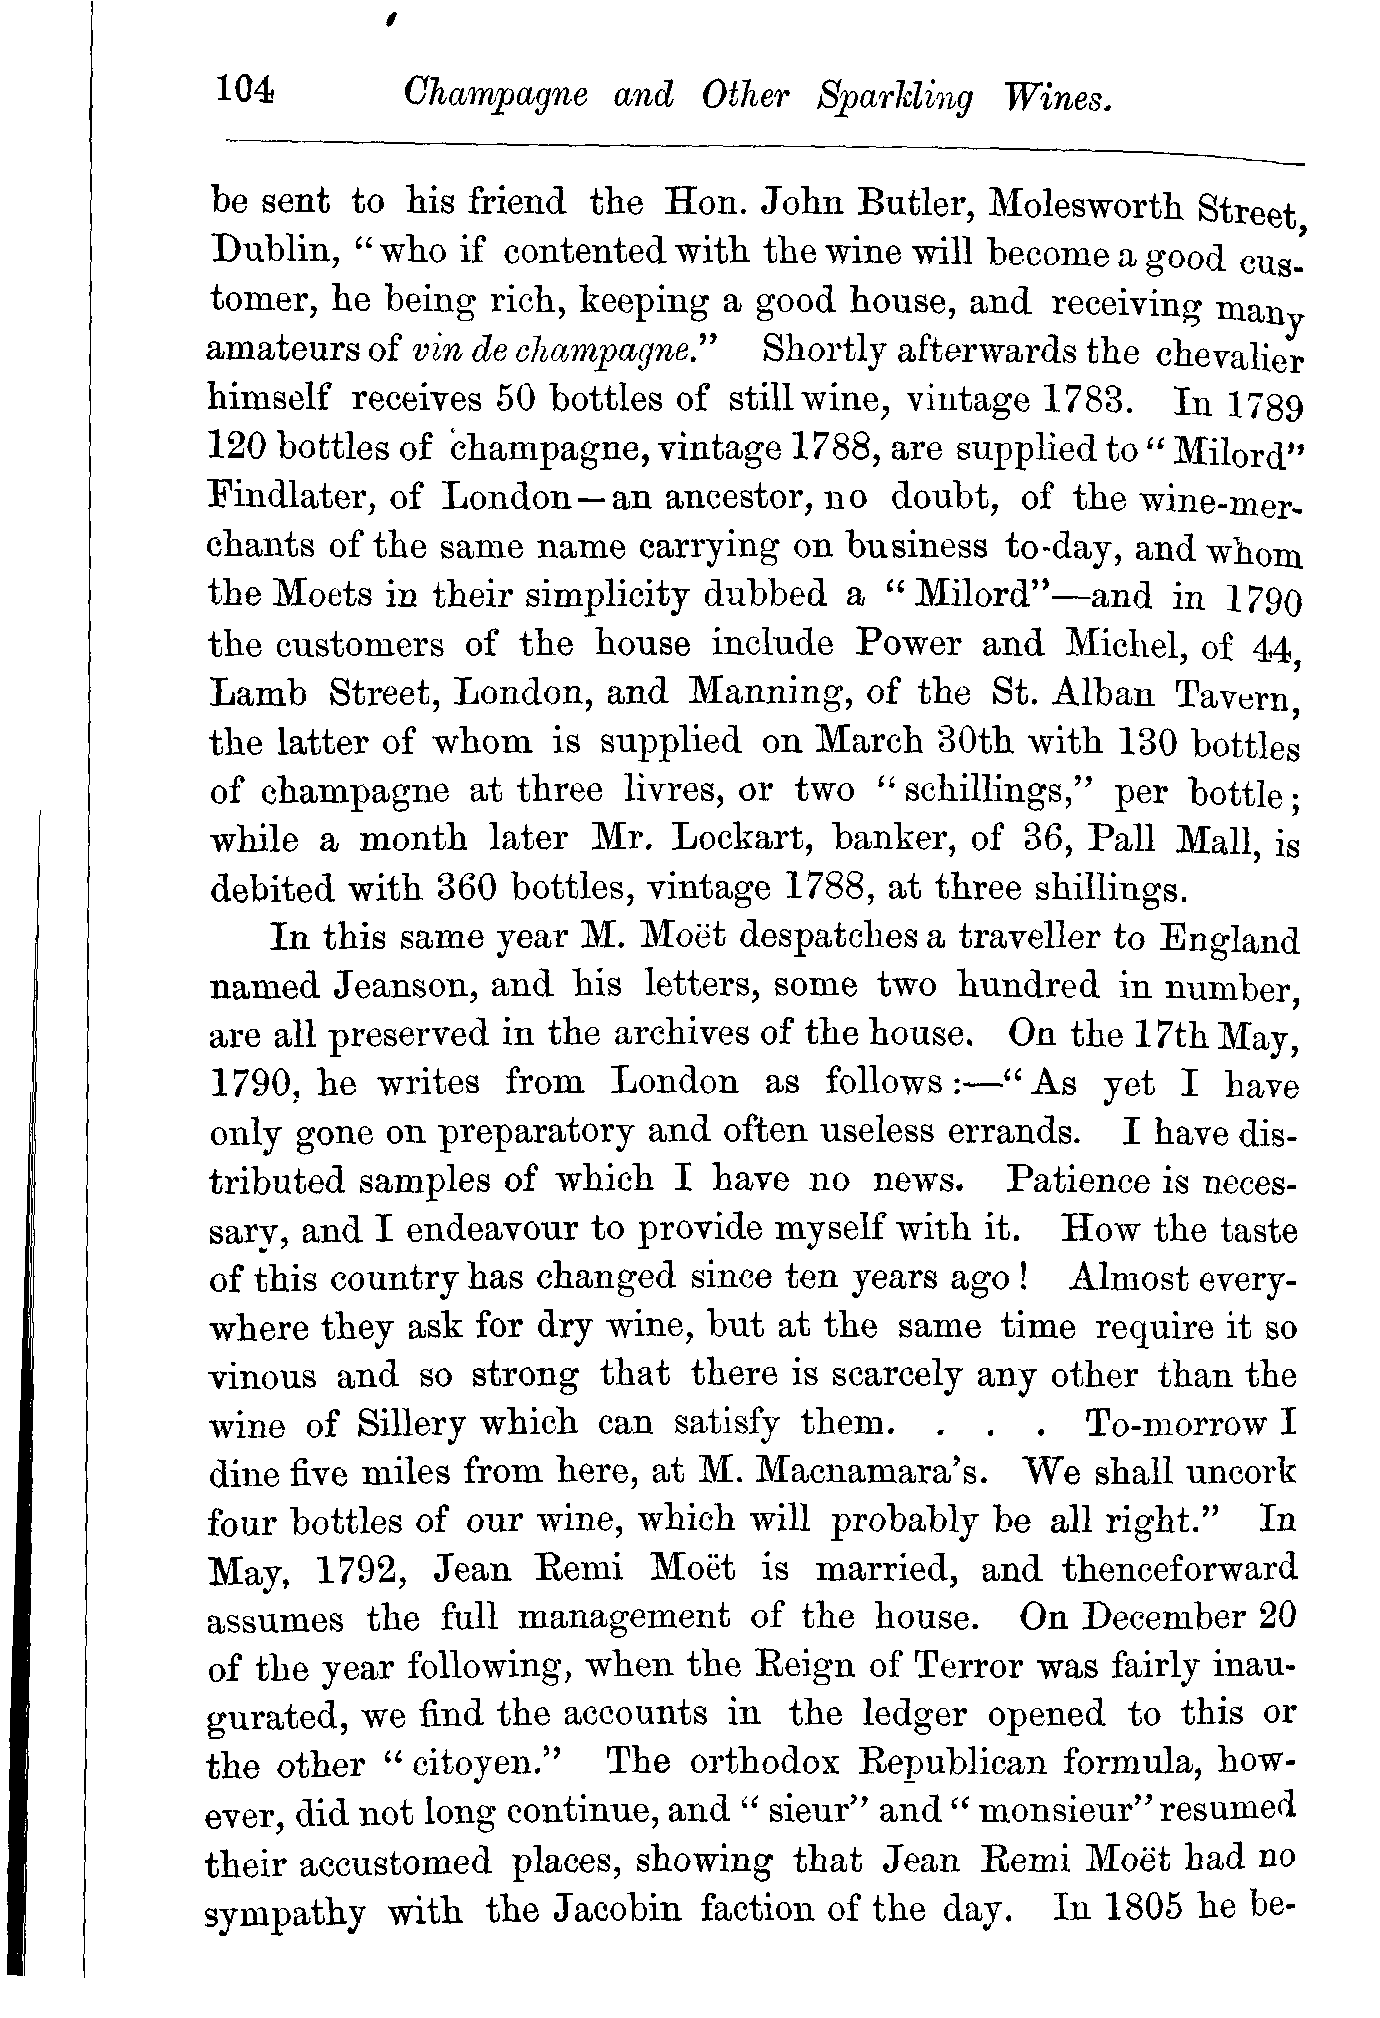 104 Champagne and Other Sparkling Wines.
be sent to his friend the Hon. John Butler, Molesworth Street,
Dublin, “who if contented with the wine will become a good cus-
tomer, he being rich, keeping a good house, and receiving many
amateurs of vin de champagne.” Shortly afterwards the chevalier
himself receives 50 bottles of still wine, vintage 1783. In 1789
120 bottles of champagne, vintage 1788, are supplied to “Milord”
Findlater, of London—an ancestor, no doubt, of the wine-mer-
chants of the same name carrying on business to-day, and whom
the Moets in their simplicity dubbed a “Milord”—and in 1790
the customers of the house include Power and Michel, of 44,
Lamb Street, London, and Manning, of the St. Alban Tavern,
the latter of whom is supplied on March 30th with 130 bottles
of champagne at three livres, or two “schillings,” per bottle;
while a month later Mr. Lockart, banker, of 36, Pall Mall, is
debited with 360 bottles, vintage 1788, at three shillings.
In this same year M. Moët despatches a traveller to England
named Jeanson, and his letters, some two hundred in number,
are all preserved in the archives of the house. On the 17th May,
1790, he writes from London as follows:—“As yet I have
only gone on preparatory and often useless errands. I have dis-
tributed samples of which I have no news. Patience is neces-
sary, and I endeavour to provide myself with it. How the taste
of this country has changed since ten years ago! Almost every-
where they ask for dry wine, but at the same time require it so
vinous and so strong that there is scarcely any other than the
wine of Sillery which can satisfy them. . . . To-morrow I
dine five miles from here, at M. Macnamara’s. We shall uncork
four bottles of our wine, which will probably be all right.” In
May, 1792, Jean Remi Moët is married, and thenceforward
assumes the full management of the house. On December 20
of the year following, when the Reign of Terror was fairly inau-
gurated, we find the accounts in the ledger opened to this or
the other “citoyen.” The orthodox Republican formula, how-
ever, did not long continue, and “sieur” and “monsieur” resumed
their accustomed places, showing that Jean Remi Moët had no
sympathy with the Jacobin faction of the day. In 1805 he be-